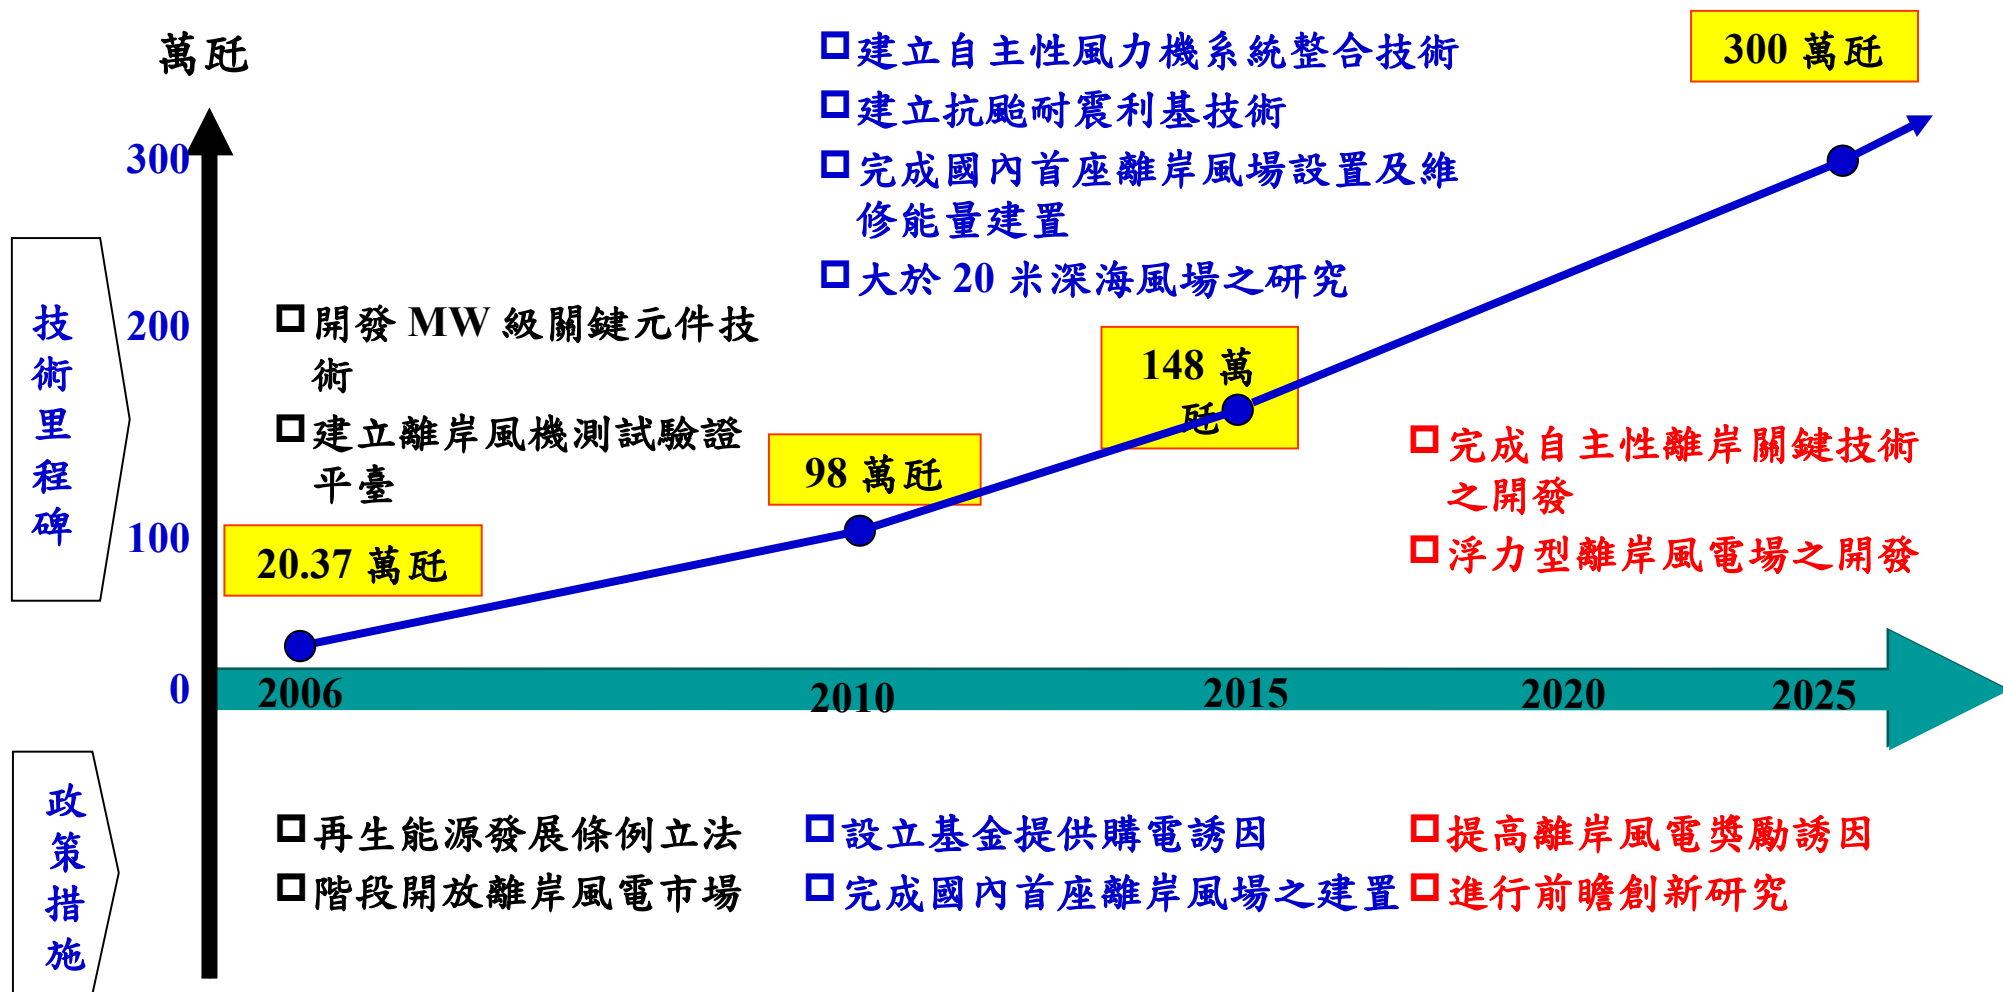 萬瓩
300
200
100
0
技術里程碑
政策措施
□開發 MW 級關鍵元件技
術
□建立離岸風機測試驗證
平臺
□建立自主性風力機系統整合技術
□建立抗颱耐震利基技術
□完成國內首座離岸風場設置及維
修能量建置
□大於 20 米深海風場之研究
□完成自主性離岸關鍵技術
之開發
□浮力型離岸風電場之開發
20.37 萬瓩
98 萬瓩
148 萬
瓩
300 萬瓩
2006
2010
2015
2020
2025
□再生能源發展條例立法
□階段開放離岸風電市場
□設立基金提供購電誘因
□完成國內首座離岸風場之建置
□提高離岸風電獎勵誘因
□進行前瞻創新研究